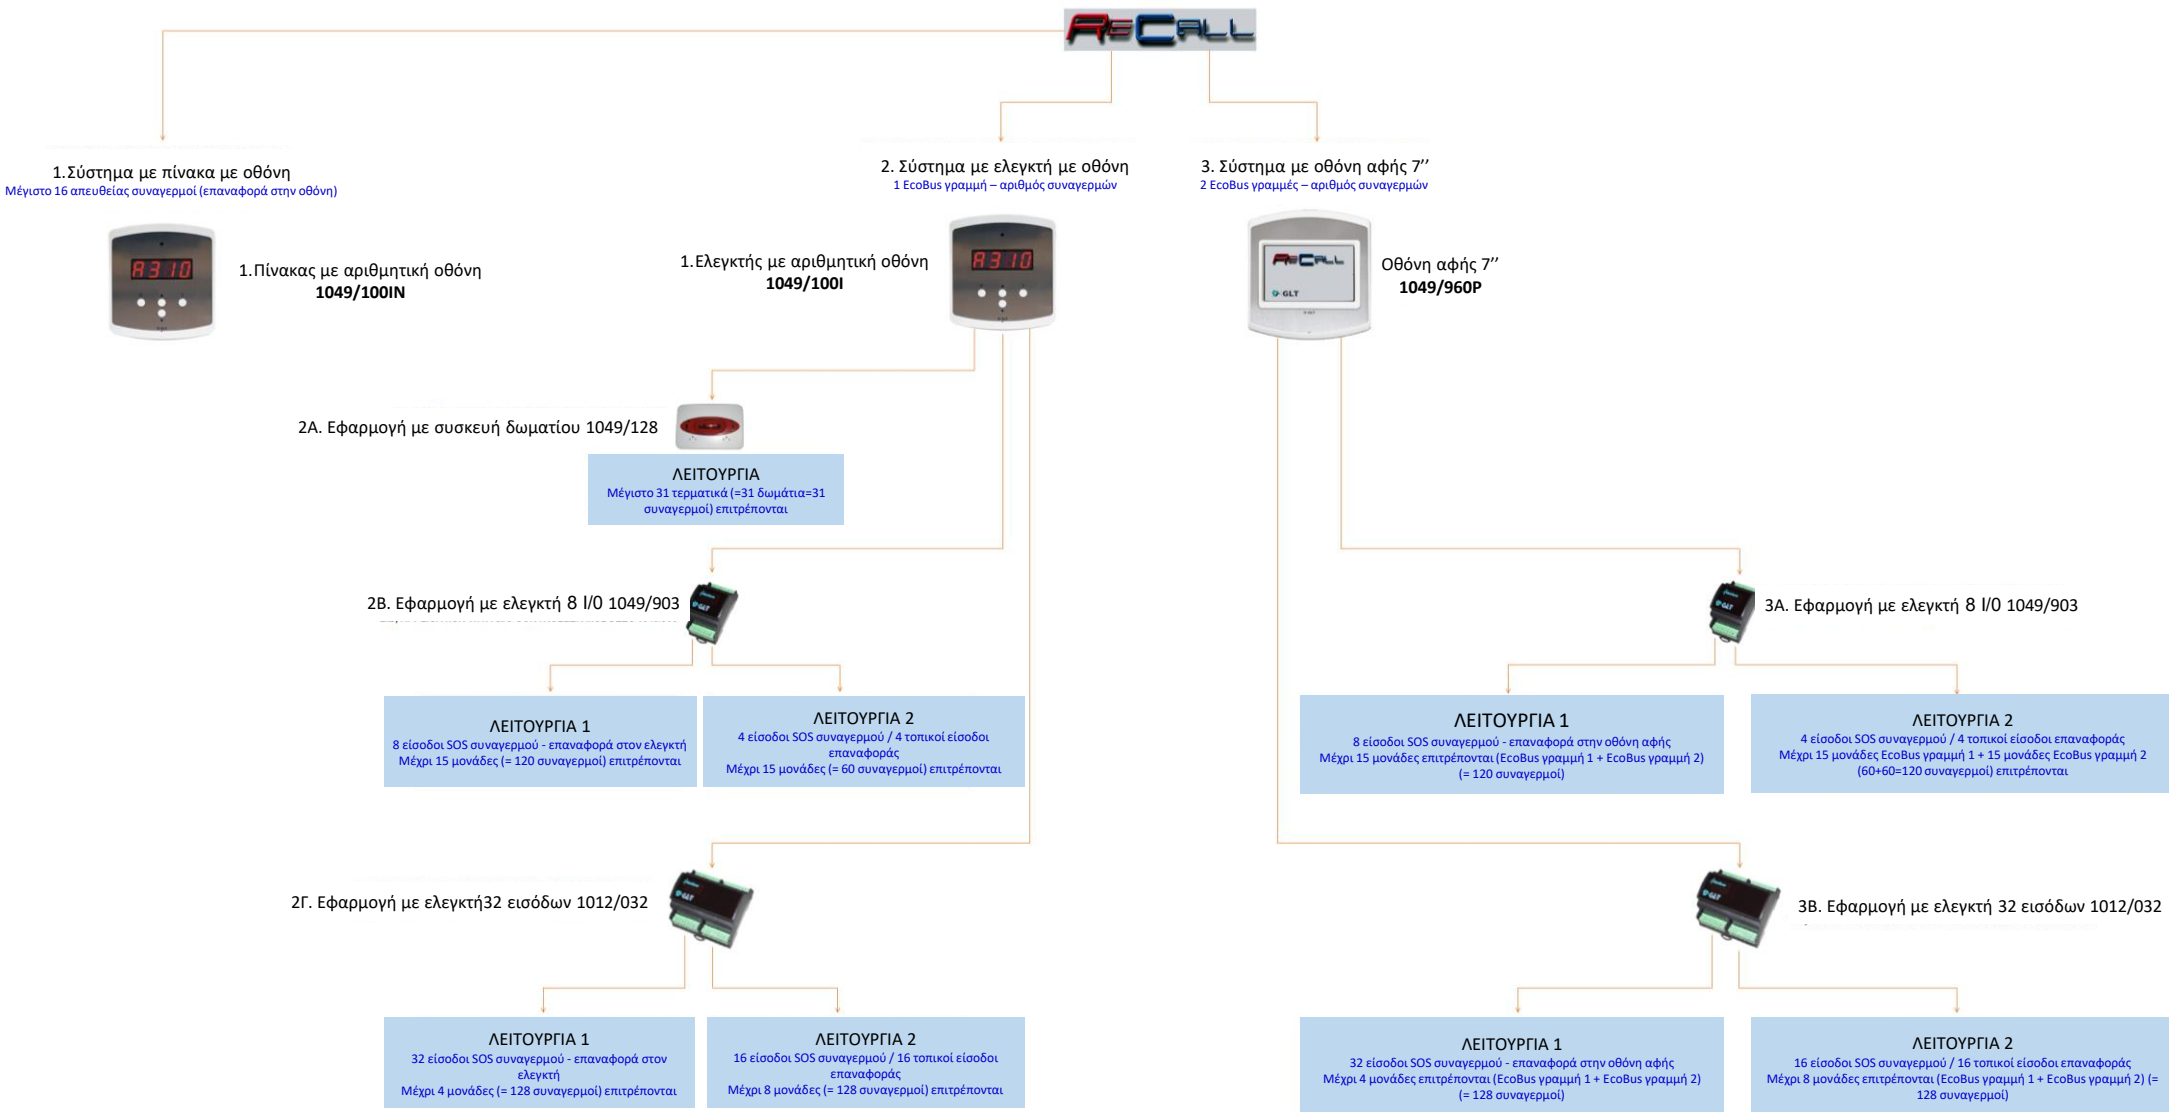 ReCall
1.Σύστημα με πίνακα με οθόνη
Μέγιστο 16 απευθείας συναγερμοί (επαναφορά στην οθόνη)
A310
1.Πίνακας με αριθμητική οθόνη
1049/100IN
2. Σύστημα με ελεγκτή με οθόνη
1 EcoBus γραμμή – αριθμός συναγερμών
1.Ελεγκτής με αριθμητική οθόνη
1049/100I
A310
3. Σύστημα με οθόνη αφής 7’’
2 EcoBus γραμμές – αριθμός συναγερμών
ReCall
GLT
Οθόνη αφής 7’’
1049/960P
2Α. Εφαρμογή με συσκευή δωματίου 1049/128
ΛΕΙΤΟΥΡΓΙΑ
Μέγιστο 31 τερματικά (=31 δωμάτια=31
συναγερμοί) επιτρέπονται
2Β. Εφαρμογή με ελεγκτή 8 I/0 1049/903
GLT
ΛΕΙΤΟΥΡΓΙΑ 1
8 είσοδοι SOS συναγερμού - επαναφορά στον ελεγκτή
Μέχρι 15 μονάδες (= 120 συναγερμοί) επιτρέπονται
ΛΕΙΤΟΥΡΓΙΑ 2
4 είσοδοι SOS συναγερμού / 4 τοπικοί είσοδοι
επαναφοράς
Μέχρι 15 μονάδες (= 60 συναγερμοί) επιτρέπονται
GLT
3Α. Εφαρμογή με ελεγκτή 8 I/0 1049/903
ΛΕΙΤΟΥΡΓΙΑ 1
8 είσοδοι SOS συναγερμού - επαναφορά στην οθόνη αφής
Μέχρι 15 μονάδες επιτρέπονται (EcoBus γραμμή 1 + EcoBus γραμμή 2)
(= 120 συναγερμοί)
ΛΕΙΤΟΥΡΓΙΑ 2
4 είσοδοι SOS συναγερμού / 4 τοπικοί είσοδοι επαναφοράς
Μέχρι 15 μονάδες EcoBus γραμμή 1 + 15 μονάδες EcoBus γραμμή 2
(60+60=120 συναγερμοί) επιτρέπονται
2Γ. Εφαρμογή με ελεγκτή32 εισόδων 1012/032
GLT
ΛΕΙΤΟΥΡΓΙΑ 1
32 είσοδοι SOS συναγερμού - επαναφορά στον
ελεγκτή
Μέχρι 4 μονάδες (= 128 συναγερμοί) επιτρέπονται
ΛΕΙΤΟΥΡΓΙΑ 2
16 είσοδοι SOS συναγερμού / 16 τοπικοί είσοδοι
επαναφοράς
Μέχρι 8 μονάδες (= 128 συναγερμοί) επιτρέπονται
GLT
3Β. Εφαρμογή με ελεγκτή 32 εισόδων 1012/032
ΛΕΙΤΟΥΡΓΙΑ 1
32 είσοδοι SOS συναγερμού - επαναφορά στην οθόνη αφής
Μέχρι 4 μονάδες επιτρέπονται (EcoBus γραμμή 1 + EcoBus γραμμή 2)
(= 128 συναγερμοί)
ΛΕΙΤΟΥΡΓΙΑ 2
16 είσοδοι SOS συναγερμού / 16 τοπικοί είσοδοι επαναφοράς
Μέχρι 8 μονάδες επιτρέπονται (EcoBus γραμμή 1 + EcoBus γραμμή 2) (=
128 συναγερμοί)